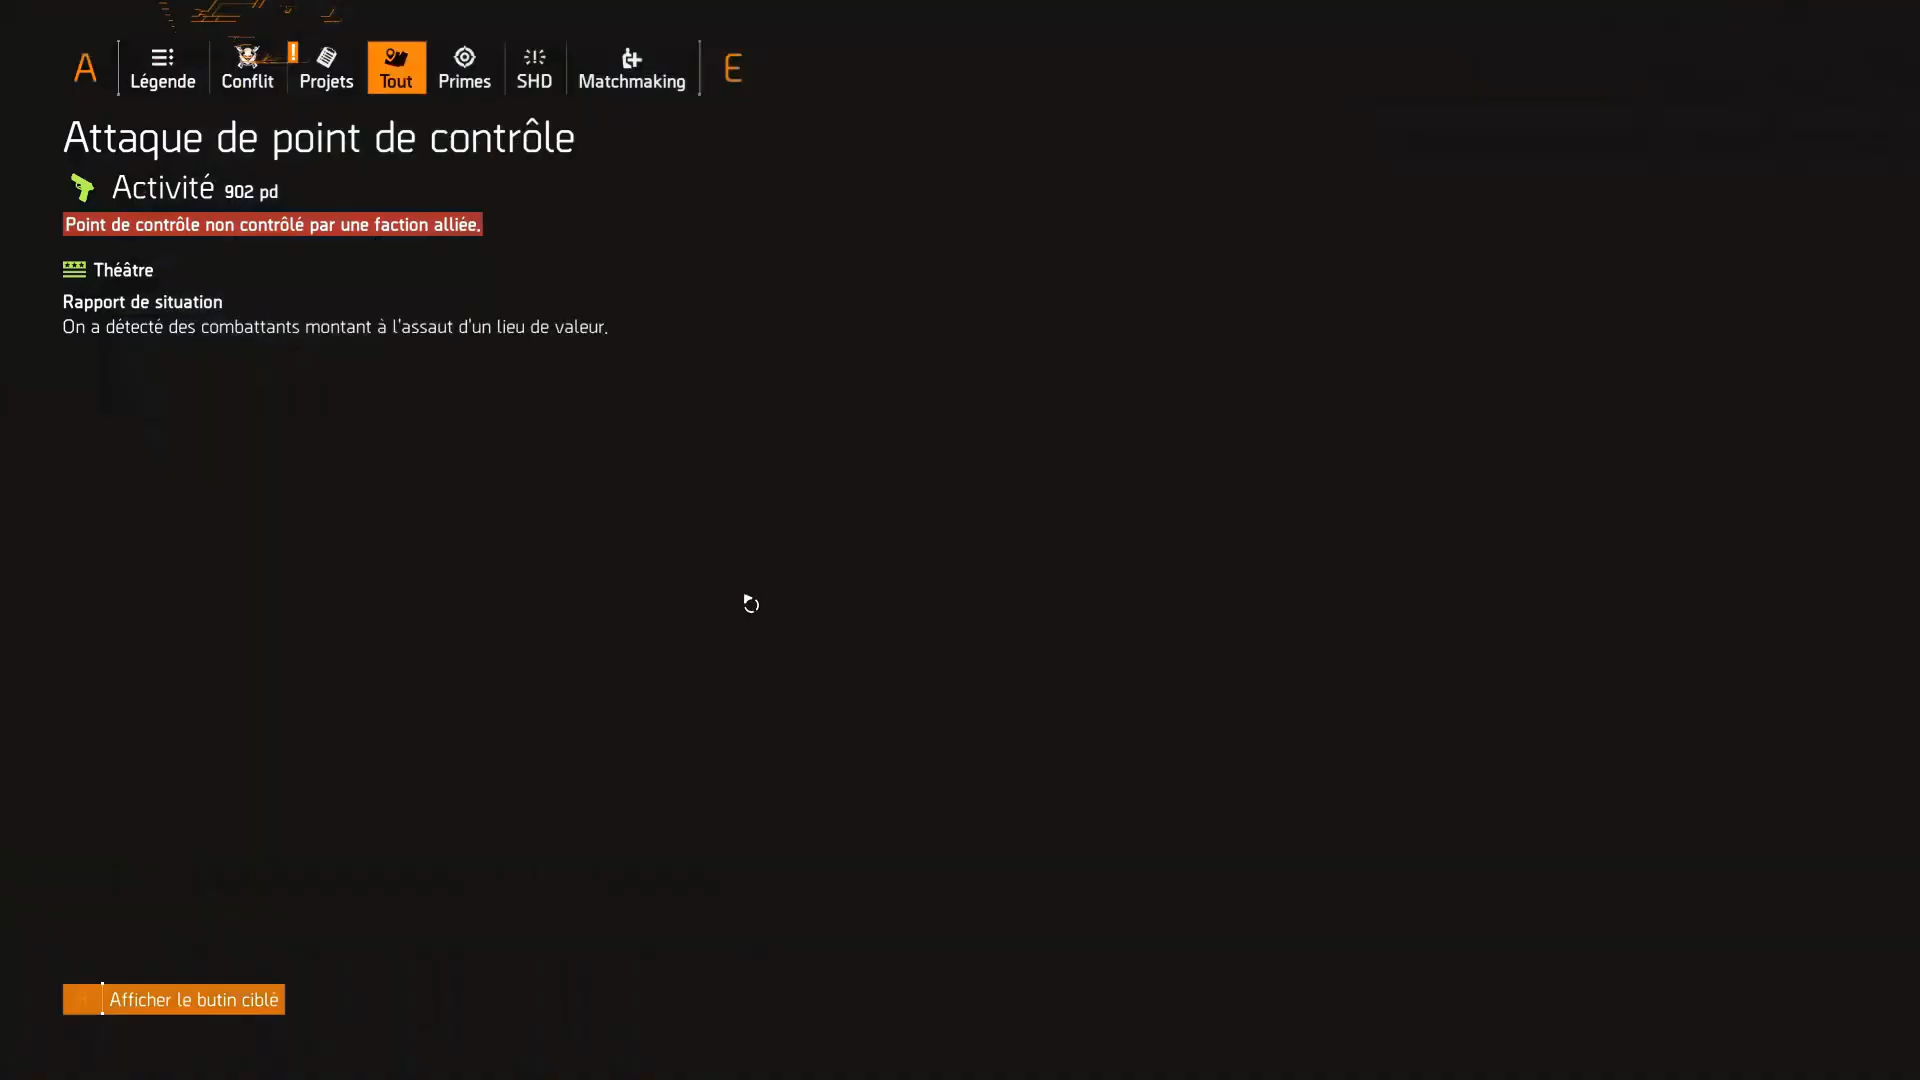 A
Légende
Conflit
!
Projets
Tout
Primes
SHD
Matchmaking
E
Attaque de point de contrôle
Activité 902 pd
Point de contrôle non contrôlé par une faction alliée.
Théâtre
Rapport de situation
On a détecté des combattants montant à l'assaut d'un lieu de valeur.
Afficher le butin ciblé